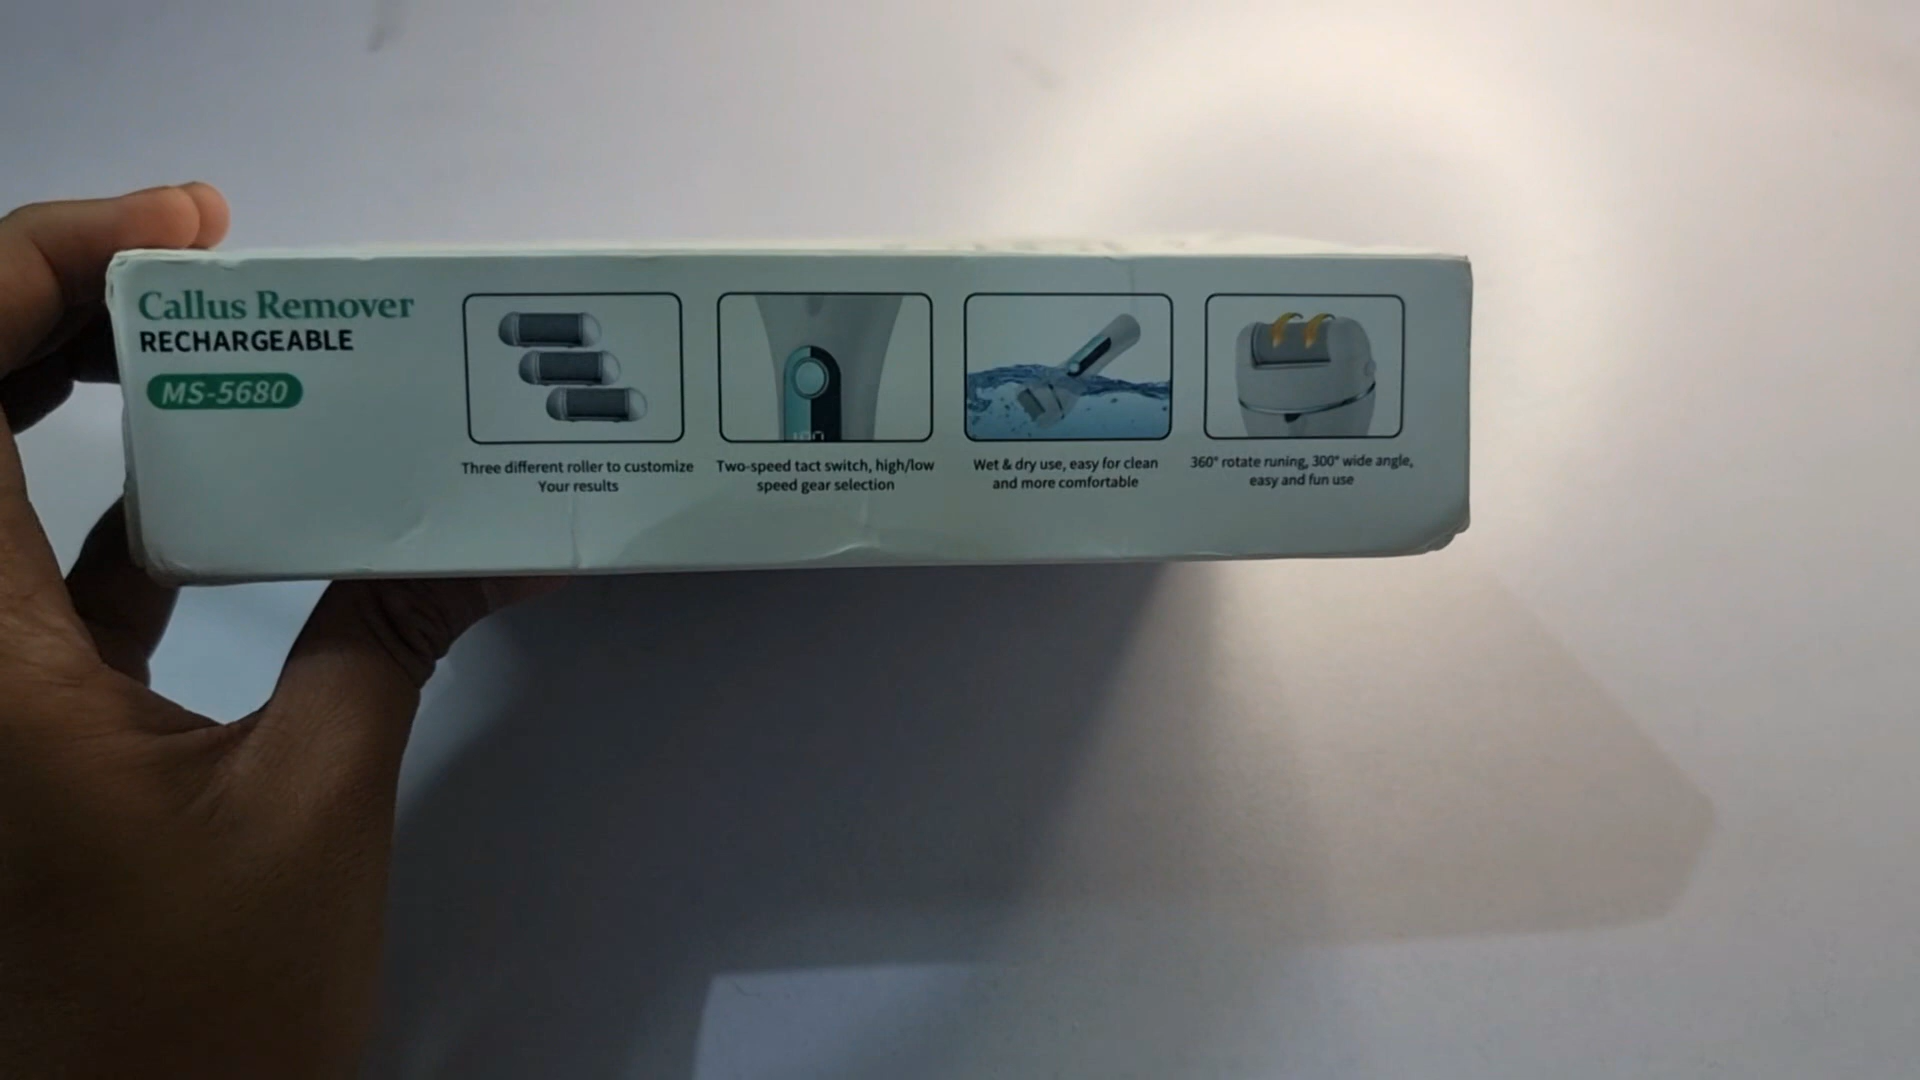 Callus Remover
RECHARGEABLE
MS-5680
Three different roller to customize
Your results
Two-speed tact switch, high/low
speed gear selection
Wet & dry use, easy for clean
and more comfortable
360° rotate runing, 300° wide angle,
easy and fun use